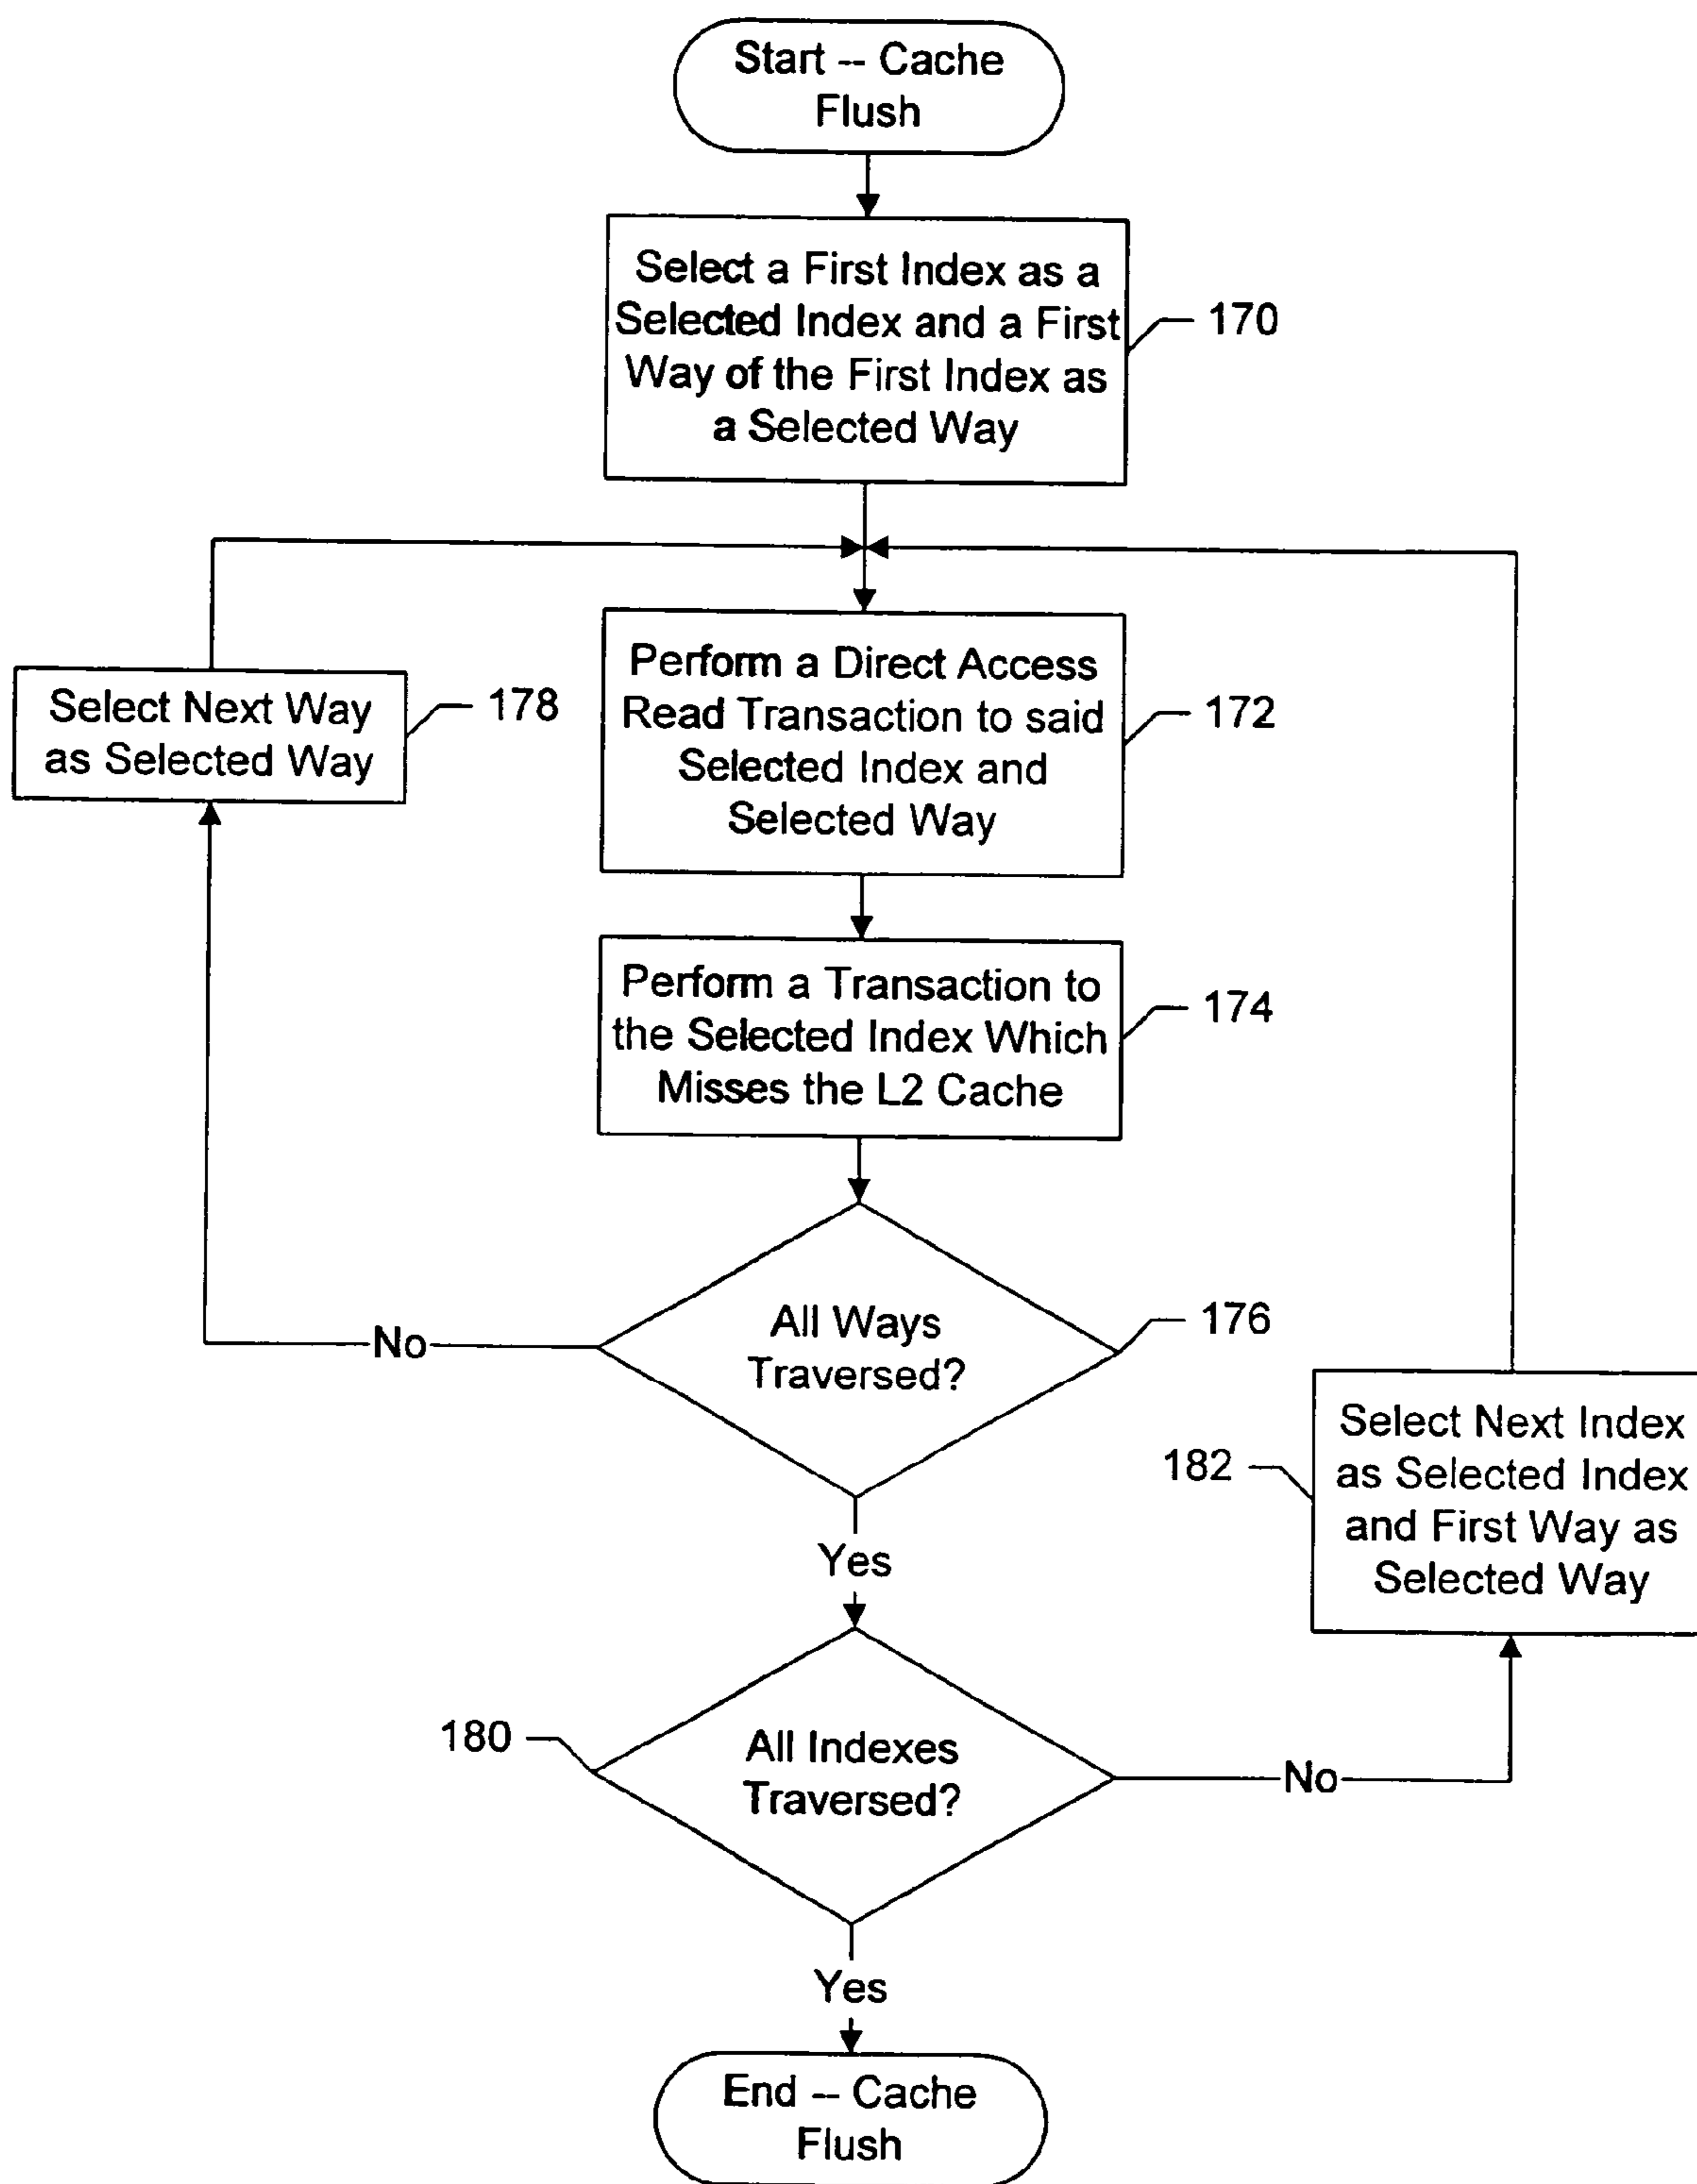 Start -- Cache
Flush
Select a First Index as a
Selected Index and a First
Way of the First Index as
a Selected Way
170
Perform a Direct Access
Read Transaction to said
Selected Index and
Selected Way
172
Select Next Way
as Selected Way
178
Perform a Transaction to
the Selected Index Which
Misses the L2 Cache
174
All Ways
Traversed?
176
No
Yes
Select Next Index
as Selected Index
and First Way as
Selected Way
182
All Indexes
Traversed?
180
No
Yes
End -- Cache
Flush